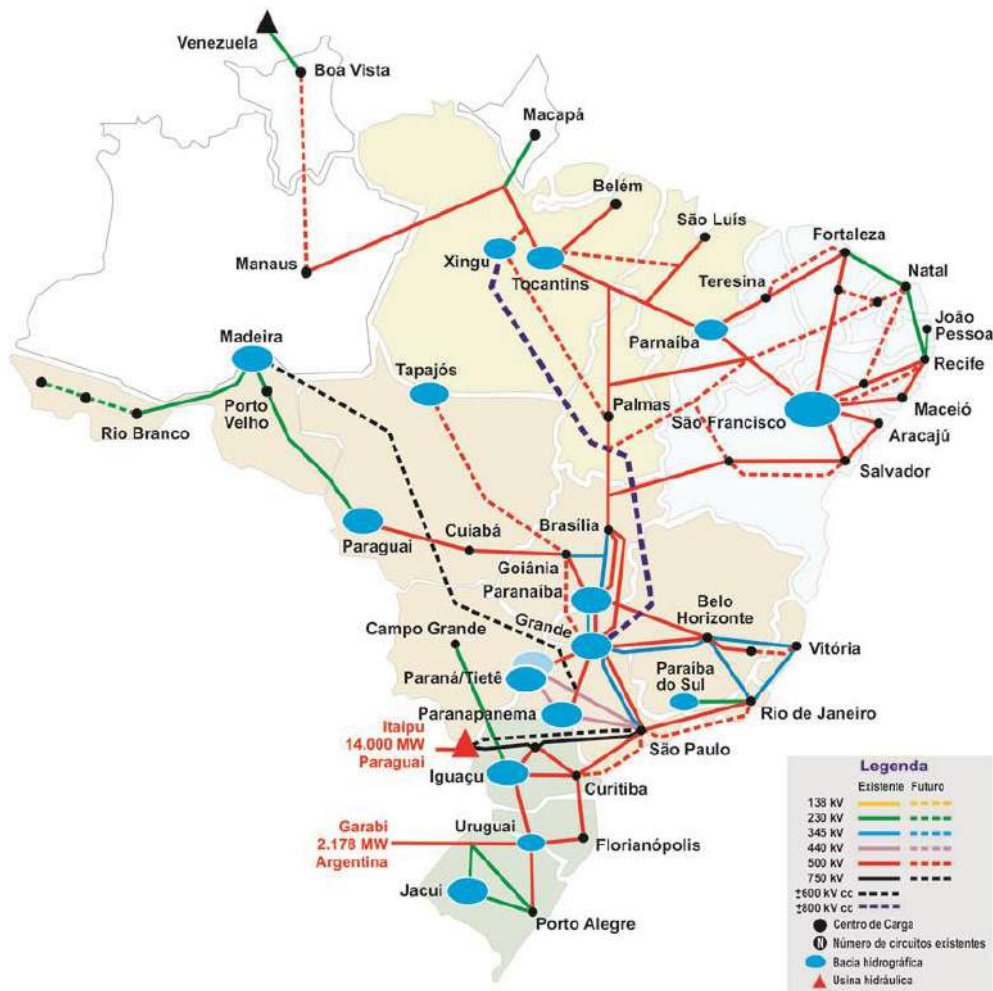 Venezuela
Boa Vista
Macapá
Belém
São Luís
Fortaleza
Xingu
Manaus
Tocantins
Teresina
Natal
João
Pessoa
Parnaíba
Madeira
Recife
Tapajós
Palmas
Maceió
Rio Branco
Porto
Velho
São Francisco
Aracajú
Salvador
Paraguai
Cuiabá
Brasília
Goiânia
Paranaíba
Belo
Horizonte
Grande
Campo Grande
Vitória
Paraná/Tietê
Paraíba
do Sul
Paranapanema
Rio de Janeiro
Itaipu
14.000 MW
Paraguai
São Paulo
Iguaçu
Curitiba
Garabi
2.178 MW
Argentina
Uruguai
Florianópolis
Jacui
Porto Alegre
Legenda
Existente Futuro
138 kV
230 kV
345 kV
440 kV
500 kV
750 kV
±600 kV cc
±800 kV cc
Centro de Carga
N Número de circuitos existentes
Bacia hidrográfica
Usina hidráulica